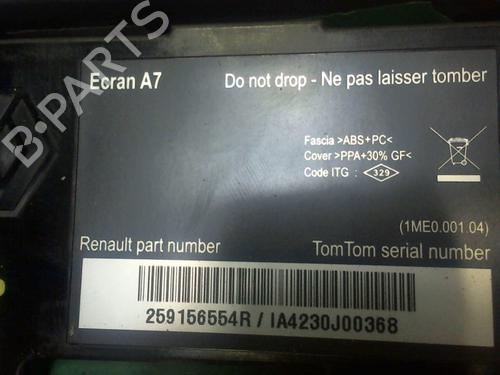 B-PARTS
Ecran A7
Do not drop - Ne pas laisser tomber
Fascia >ABS+PC<
Cover >PPA+30% GF<
Code ITG : 329
(1ME0.001.04)
Renault part number
TomTom serial number
259156554R / IA4230J00368